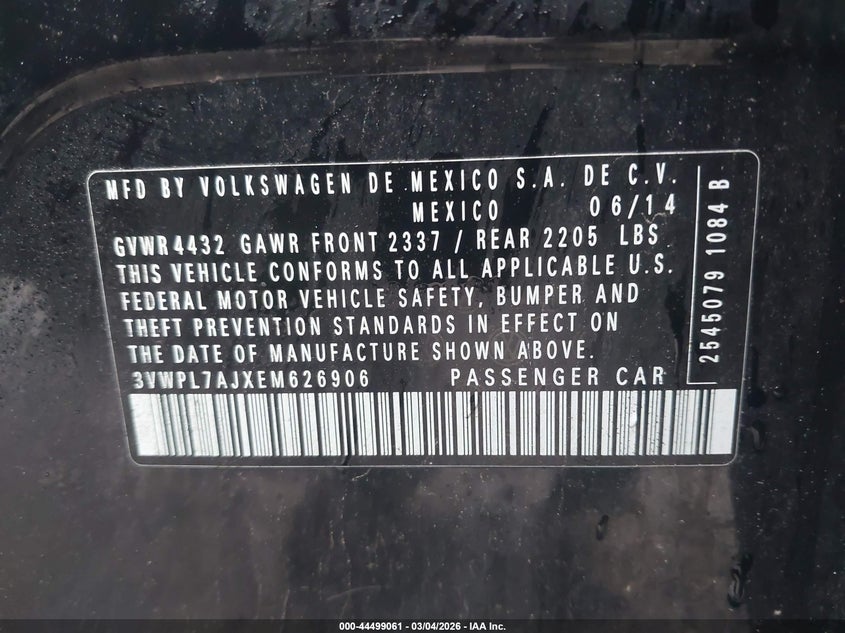 MFD BY VOLKSWAGEN DE MEXICO S.A. DE C.V.
MEXICO 06/14
GVWR 4432 GAWR FRONT 2337 / REAR 2205 LBS
THIS VEHICLE CONFORMS TO ALL APPLICABLE U.S.
FEDERAL MOTOR VEHICLE SAFETY, BUMPER AND
THEFT PREVENTION STANDARDS IN EFFECT ON
THE DATE OF MANUFACTURE SHOWN ABOVE.
3VWPL7AJXEM626906 PASSENGER CAR
2545079 1084 B
000-44499061 - 03/04/2026 - IAA Inc.